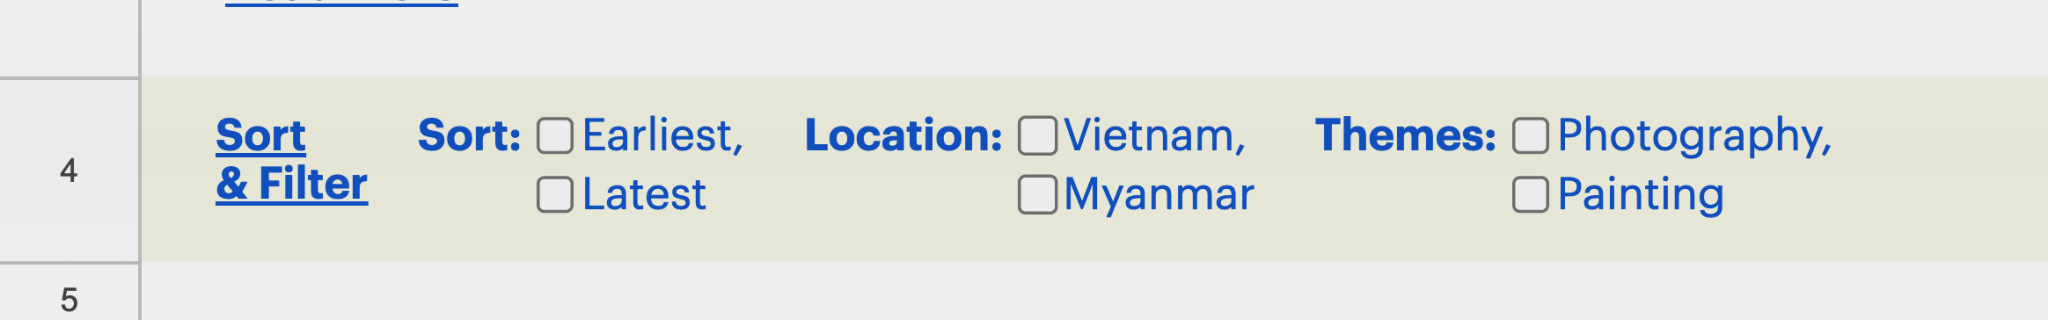 4
Sort
& Filter
Sort: Earliest,
Latest
Location: Vietnam,
Myanmar
Themes: Photography,
Painting
5